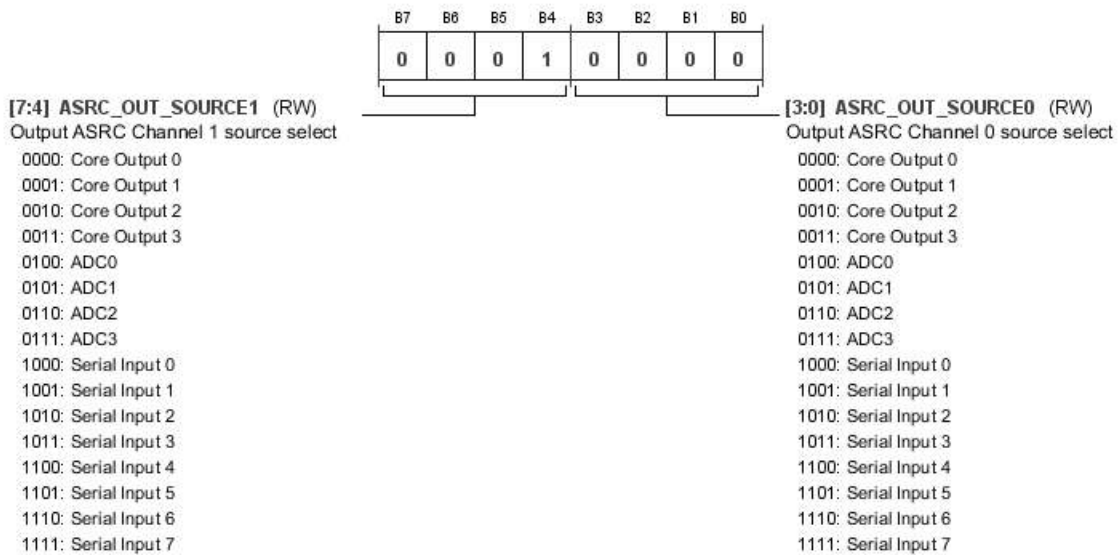 B7 B6 B5 B4 B3 B2 B1 B0
0 0 0 1 0 0 0 0
[7:4] ASRC_OUT_SOURCE1 (RW)
Output ASRC Channel 1 source select
0000: Core Output 0
0001: Core Output 1
0010: Core Output 2
0011: Core Output 3
0100: ADC0
0101: ADC1
0110: ADC2
0111: ADC3
1000: Serial Input 0
1001: Serial Input 1
1010: Serial Input 2
1011: Serial Input 3
1100: Serial Input 4
1101: Serial Input 5
1110: Serial Input 6
1111: Serial Input 7
[3:0] ASRC_OUT_SOURCE0 (RW)
Output ASRC Channel 0 source select
0000: Core Output 0
0001: Core Output 1
0010: Core Output 2
0011: Core Output 3
0100: ADC0
0101: ADC1
0110: ADC2
0111: ADC3
1000: Serial Input 0
1001: Serial Input 1
1010: Serial Input 2
1011: Serial Input 3
1100: Serial Input 4
1101: Serial Input 5
1110: Serial Input 6
1111: Serial Input 7